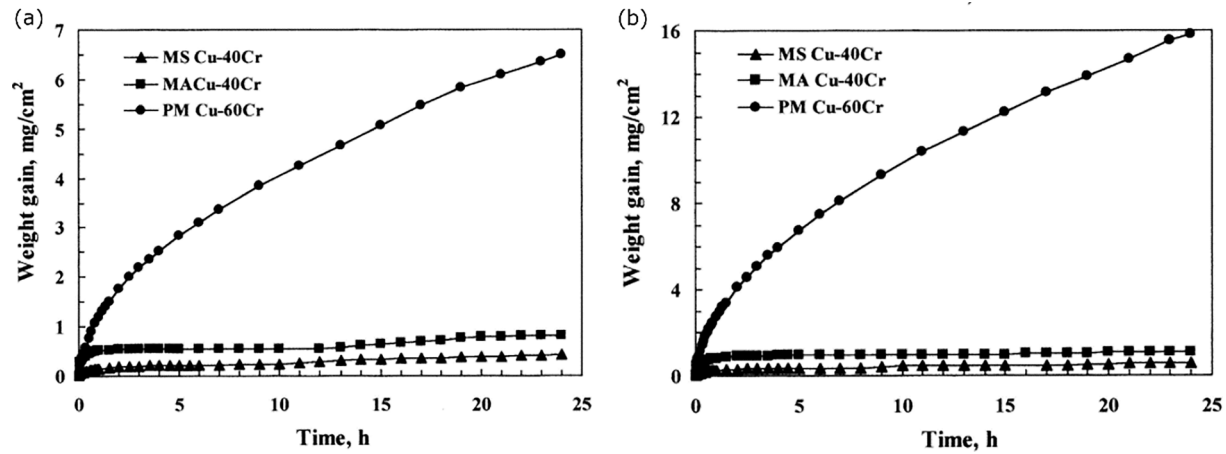 (a)
7
6
5
4
3
2
1
0
Weight gain, mg/cm²
MS Cu-40Cr
MACu-40Cr
PM Cu-60Cr
0 5 10 15 20 25
Time, h
(b)
16
12
8
4
0
Weight gain, mg/cm²
MS Cu-40Cr
MA Cu-40Cr
PM Cu-60Cr
0 5 10 15 20 25
Time, h